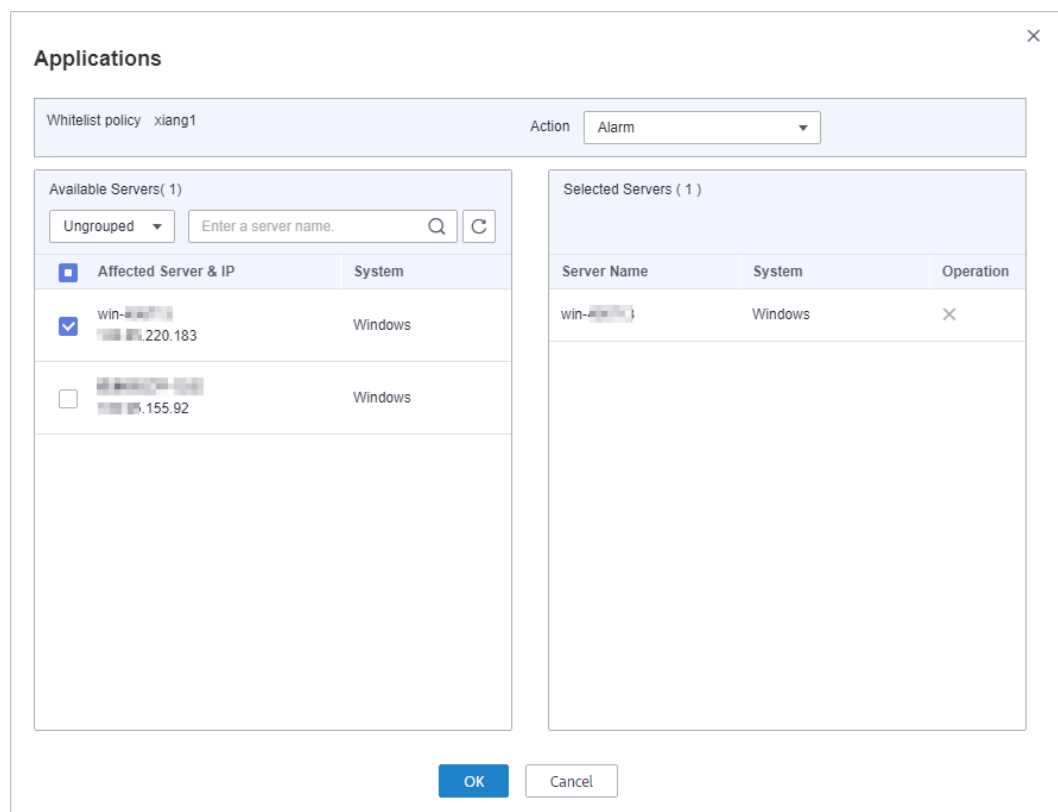 Applications
Whitelist policy xiang1
Action Alarm
Available Servers( 1)
Ungrouped Enter a server name.
Affected Server & IP System
win-
.220.183
Windows
.155.92
Windows
Selected Servers ( 1 )
Server Name System Operation
win- Windows
OK Cancel